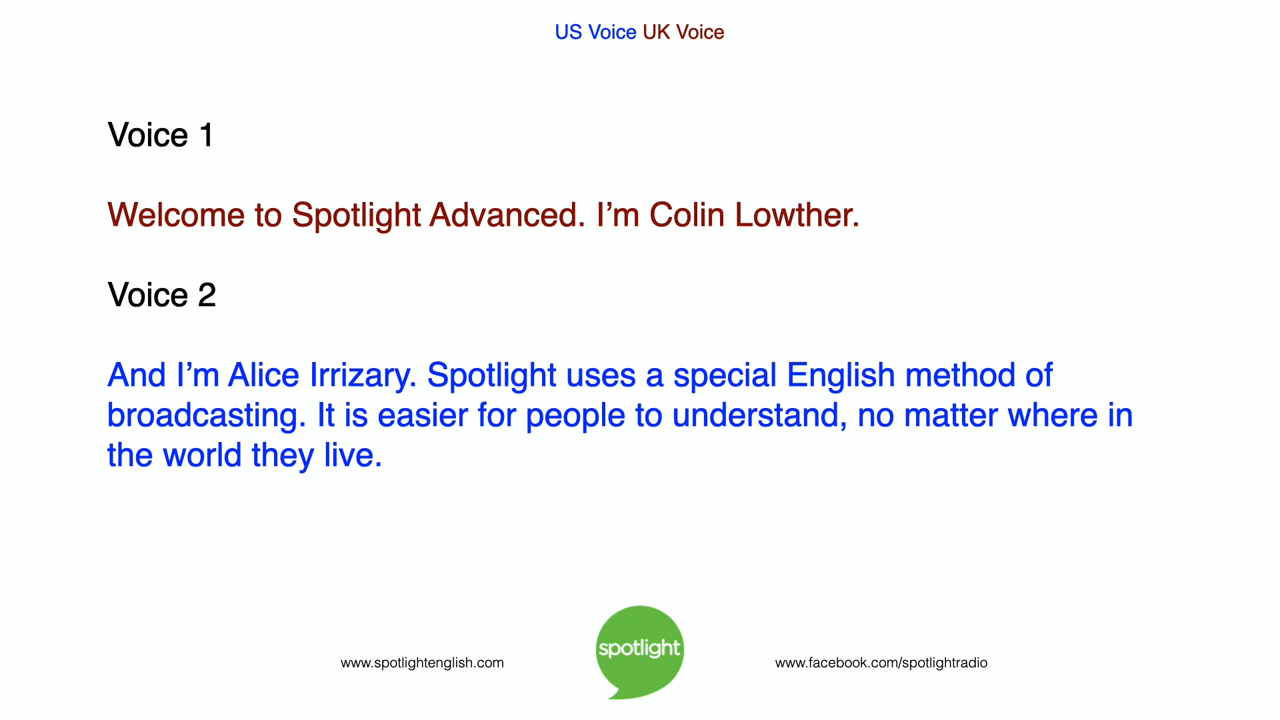 US Voice UK Voice
Voice 1
Welcome to Spotlight Advanced. I’m Colin Lowther.
Voice 2
And I’m Alice Irrizary. Spotlight uses a special English method of
broadcasting. It is easier for people to understand, no matter where in
the world they live.
spotlight
www.spotlightenglish.com
www.facebook.com/spotlightradio